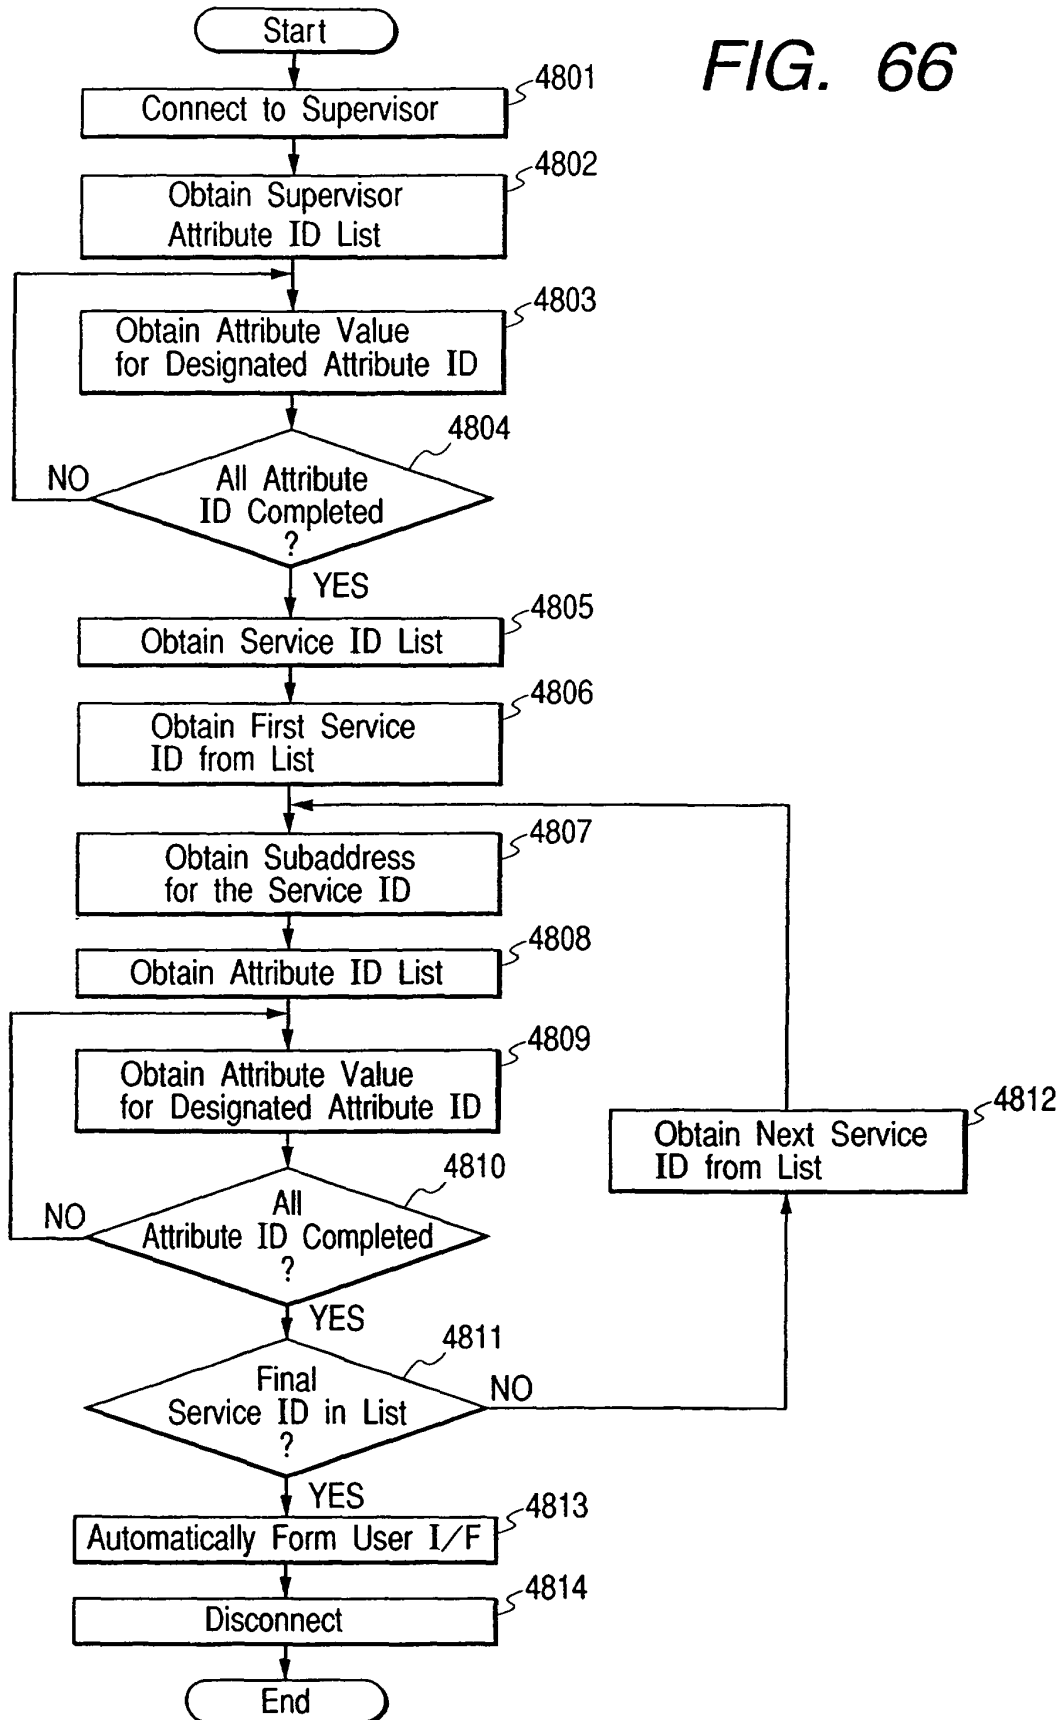 Start
FIG. 66
4801
Connect to Supervisor
4802
Obtain Supervisor
Attribute ID List
4803
Obtain Attribute Value
for Designated Attribute ID
4804
NO
All Attribute
ID Completed
?
YES
4805
Obtain Service ID List
4806
Obtain First Service
ID from List
4807
Obtain Subaddress
for the Service ID
4808
Obtain Attribute ID List
4809
Obtain Attribute Value
for Designated Attribute ID
4812
Obtain Next Service
ID from List
4810
NO
All
Attribute ID Completed
?
YES
4811
Final
Service ID in List
?
NO
YES
4813
Automatically Form User I/F
4814
Disconnect
End